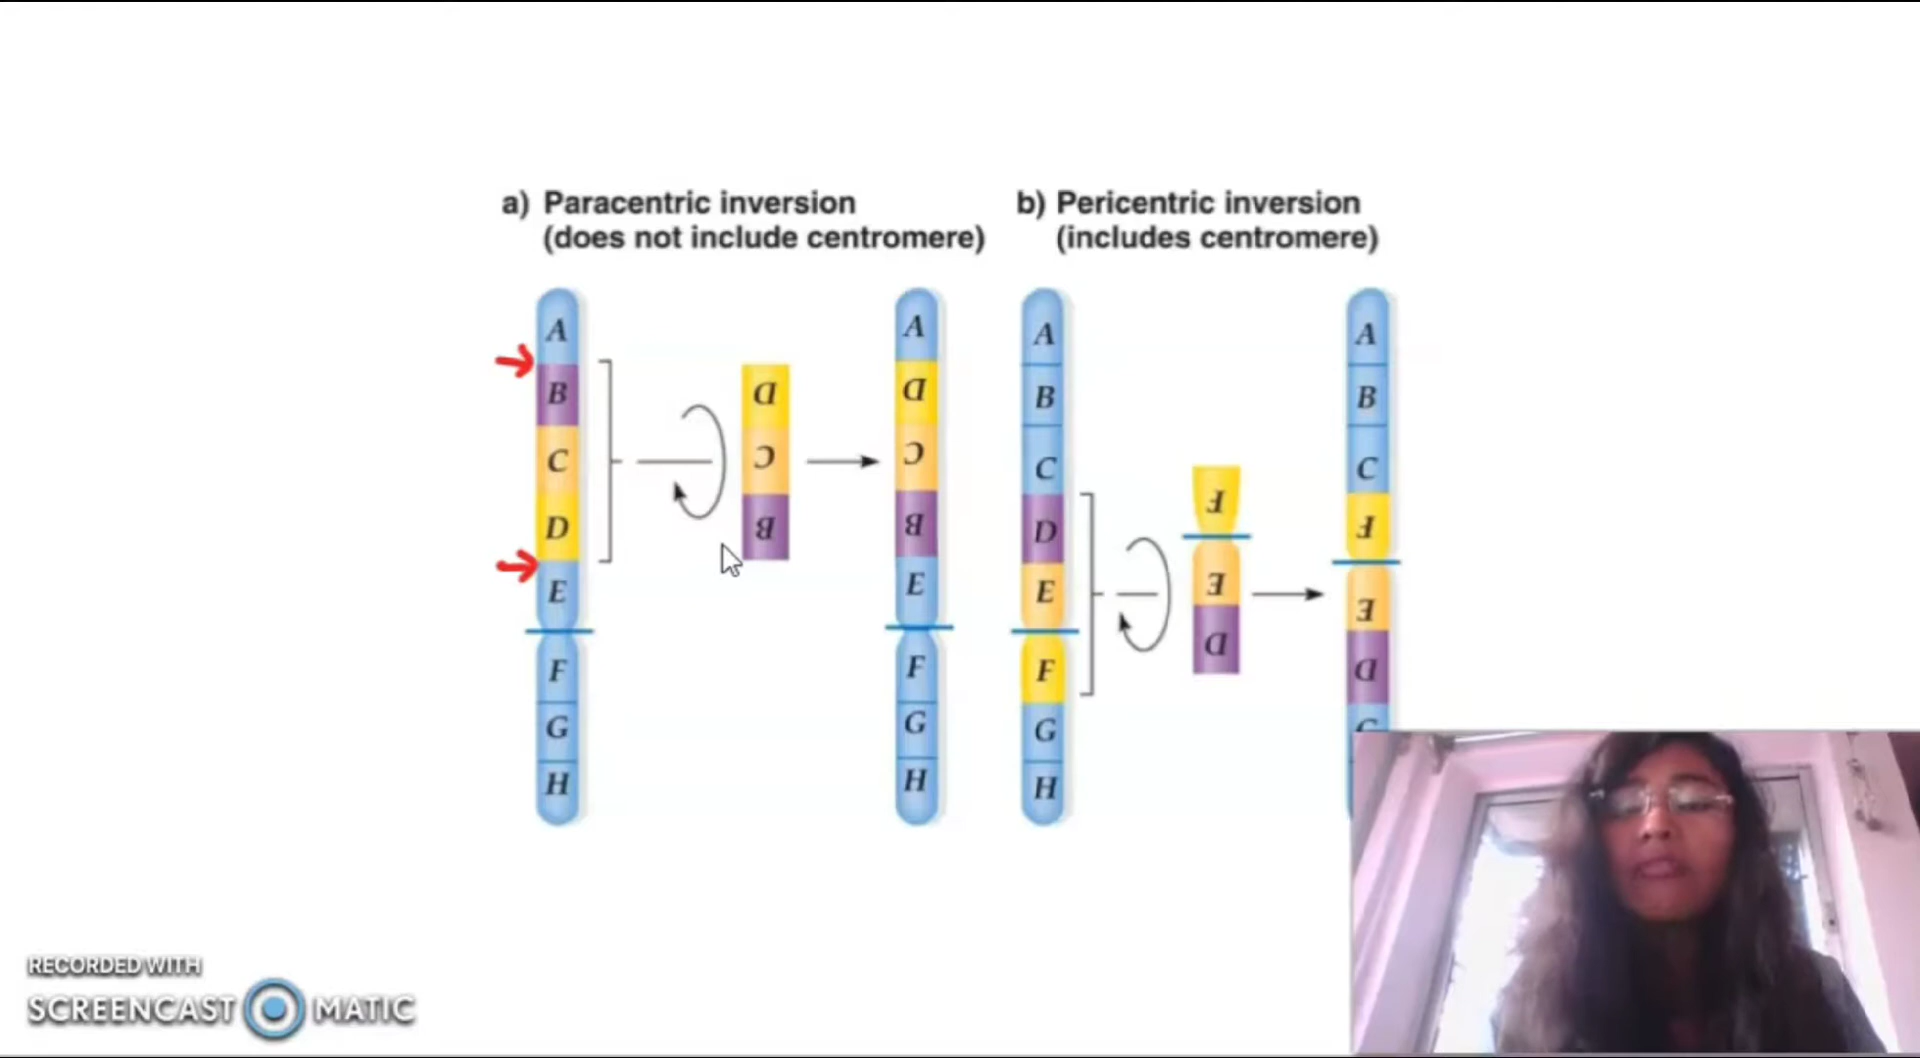 a) Paracentric inversion
(does not include centromere)
b) Pericentric inversion
(includes centromere)
A
B
C
D
E
F
G
H
D
C
B
A
D
C
B
E
F
G
H
A
B
C
D
E
F
G
H
F
E
D
A
B
C
F
E
D
RECORDED WITH
SCREENCAST MATIC